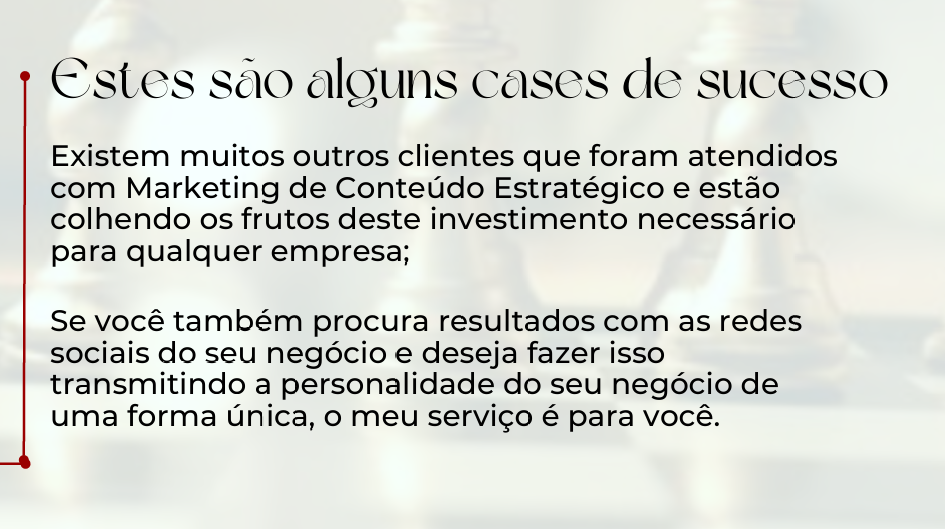 Estes são alguns cases de sucesso
Existem muitos outros clientes que foram atendidos
com Marketing de Conteúdo Estratégico e estão
colhendo os frutos deste investimento necessário
para qualquer empresa;
Se você também procura resultados com as redes
sociais do seu negócio e deseja fazer isso
transmitindo a personalidade do seu negócio de
uma forma única, o meu serviço é para você.